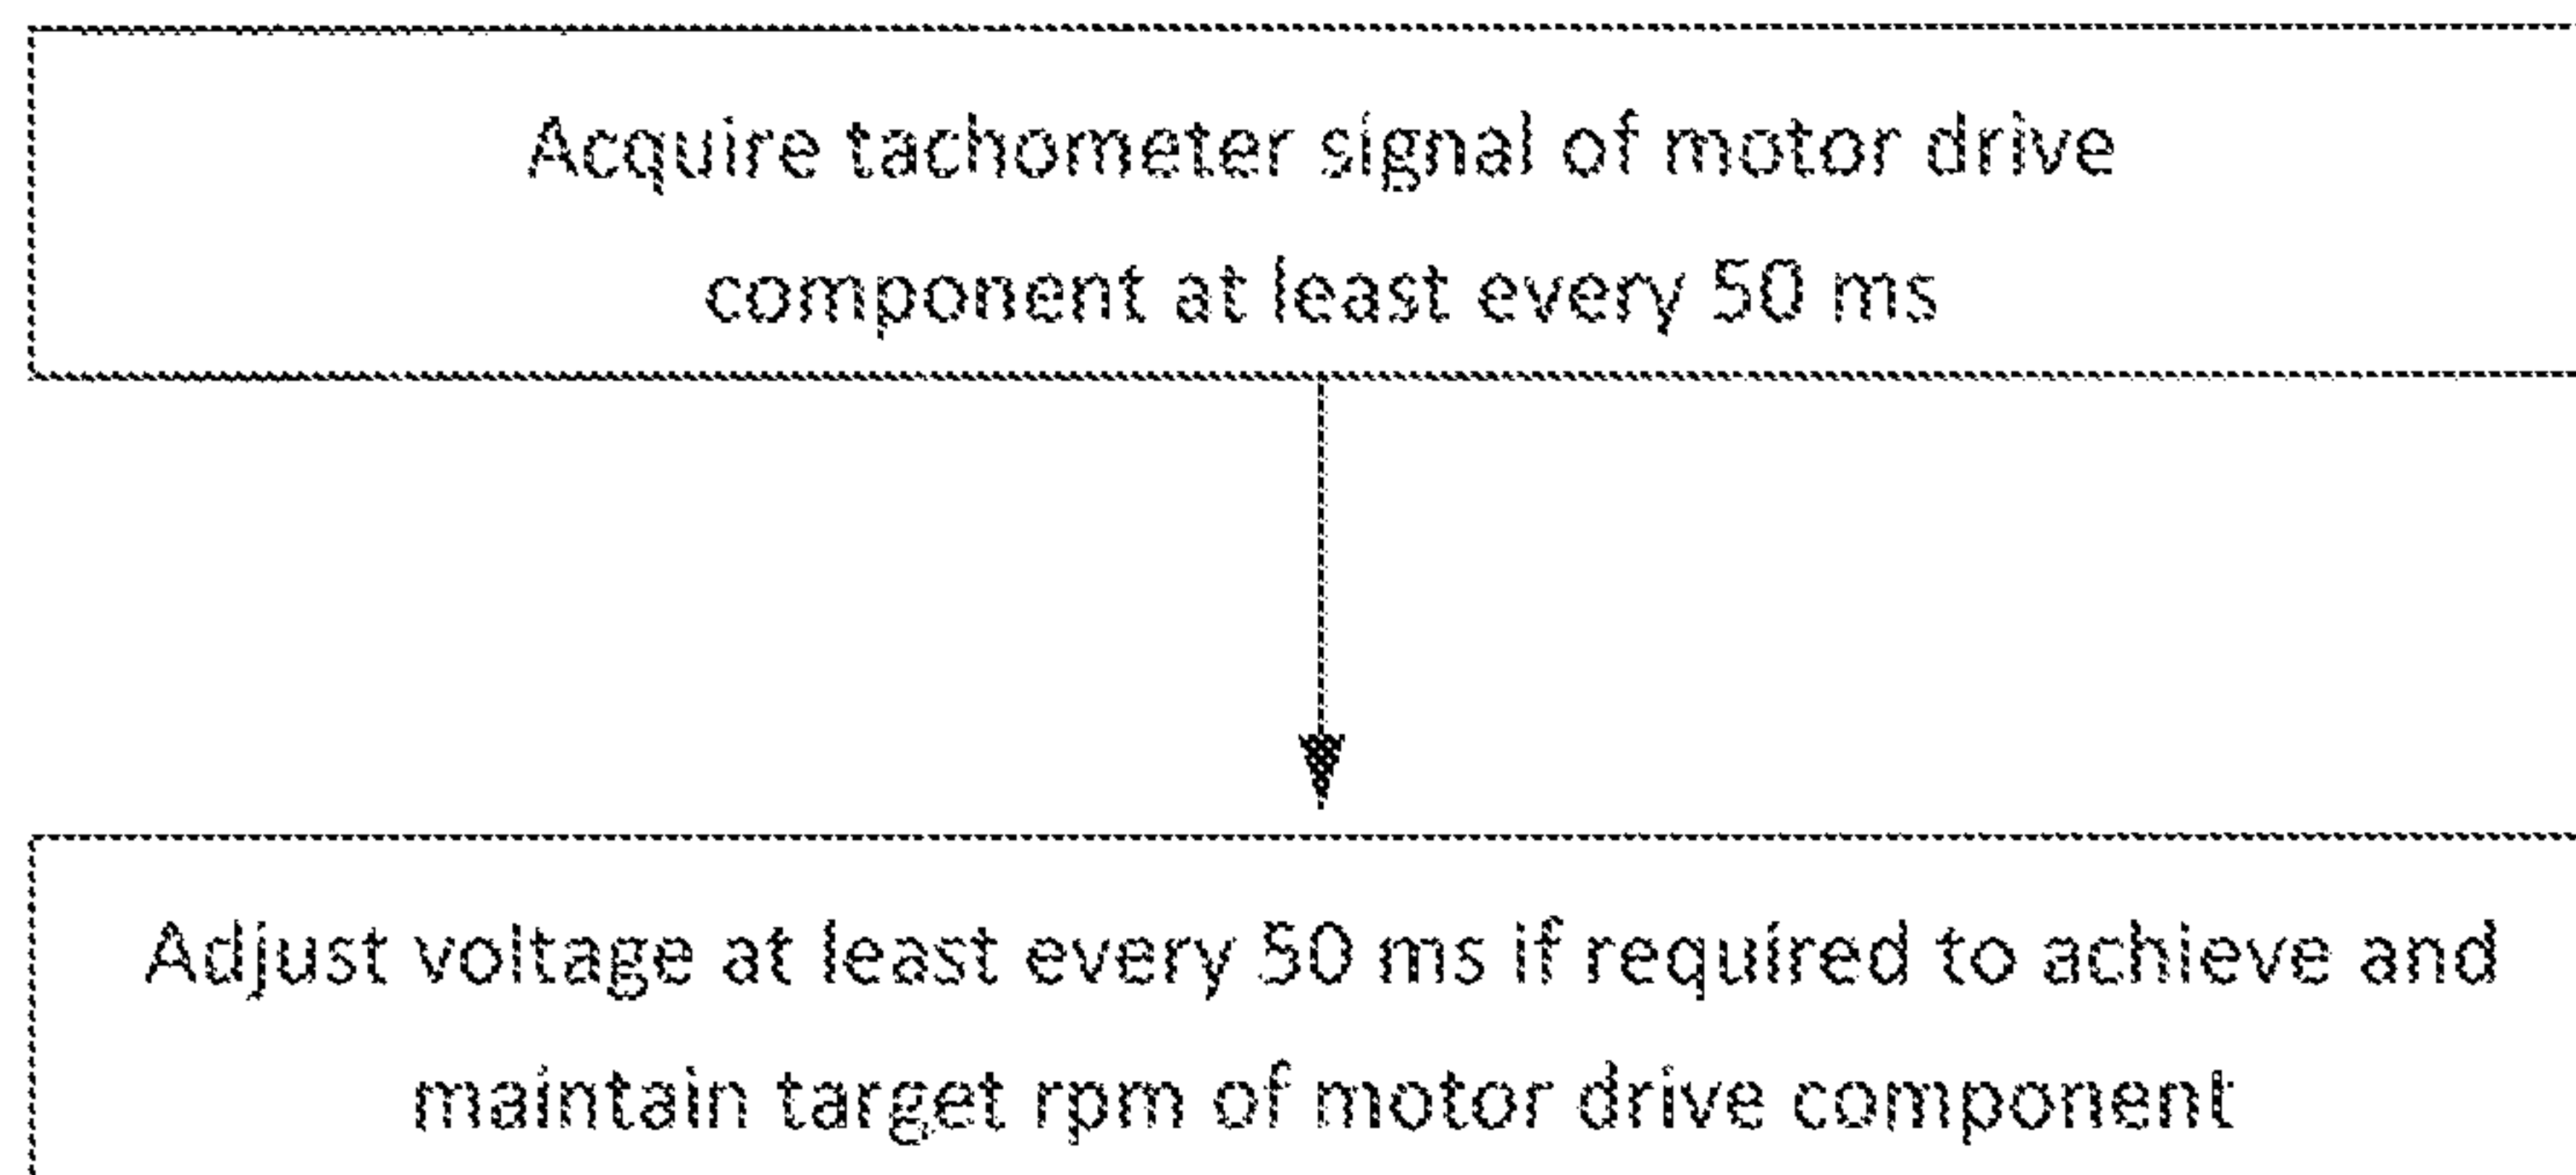 Acquire tachometer signal of motor drive
component at least every 50 ms
Adjust voltage at least every 50 ms if required to achieve and
maintain target rpm of motor drive component